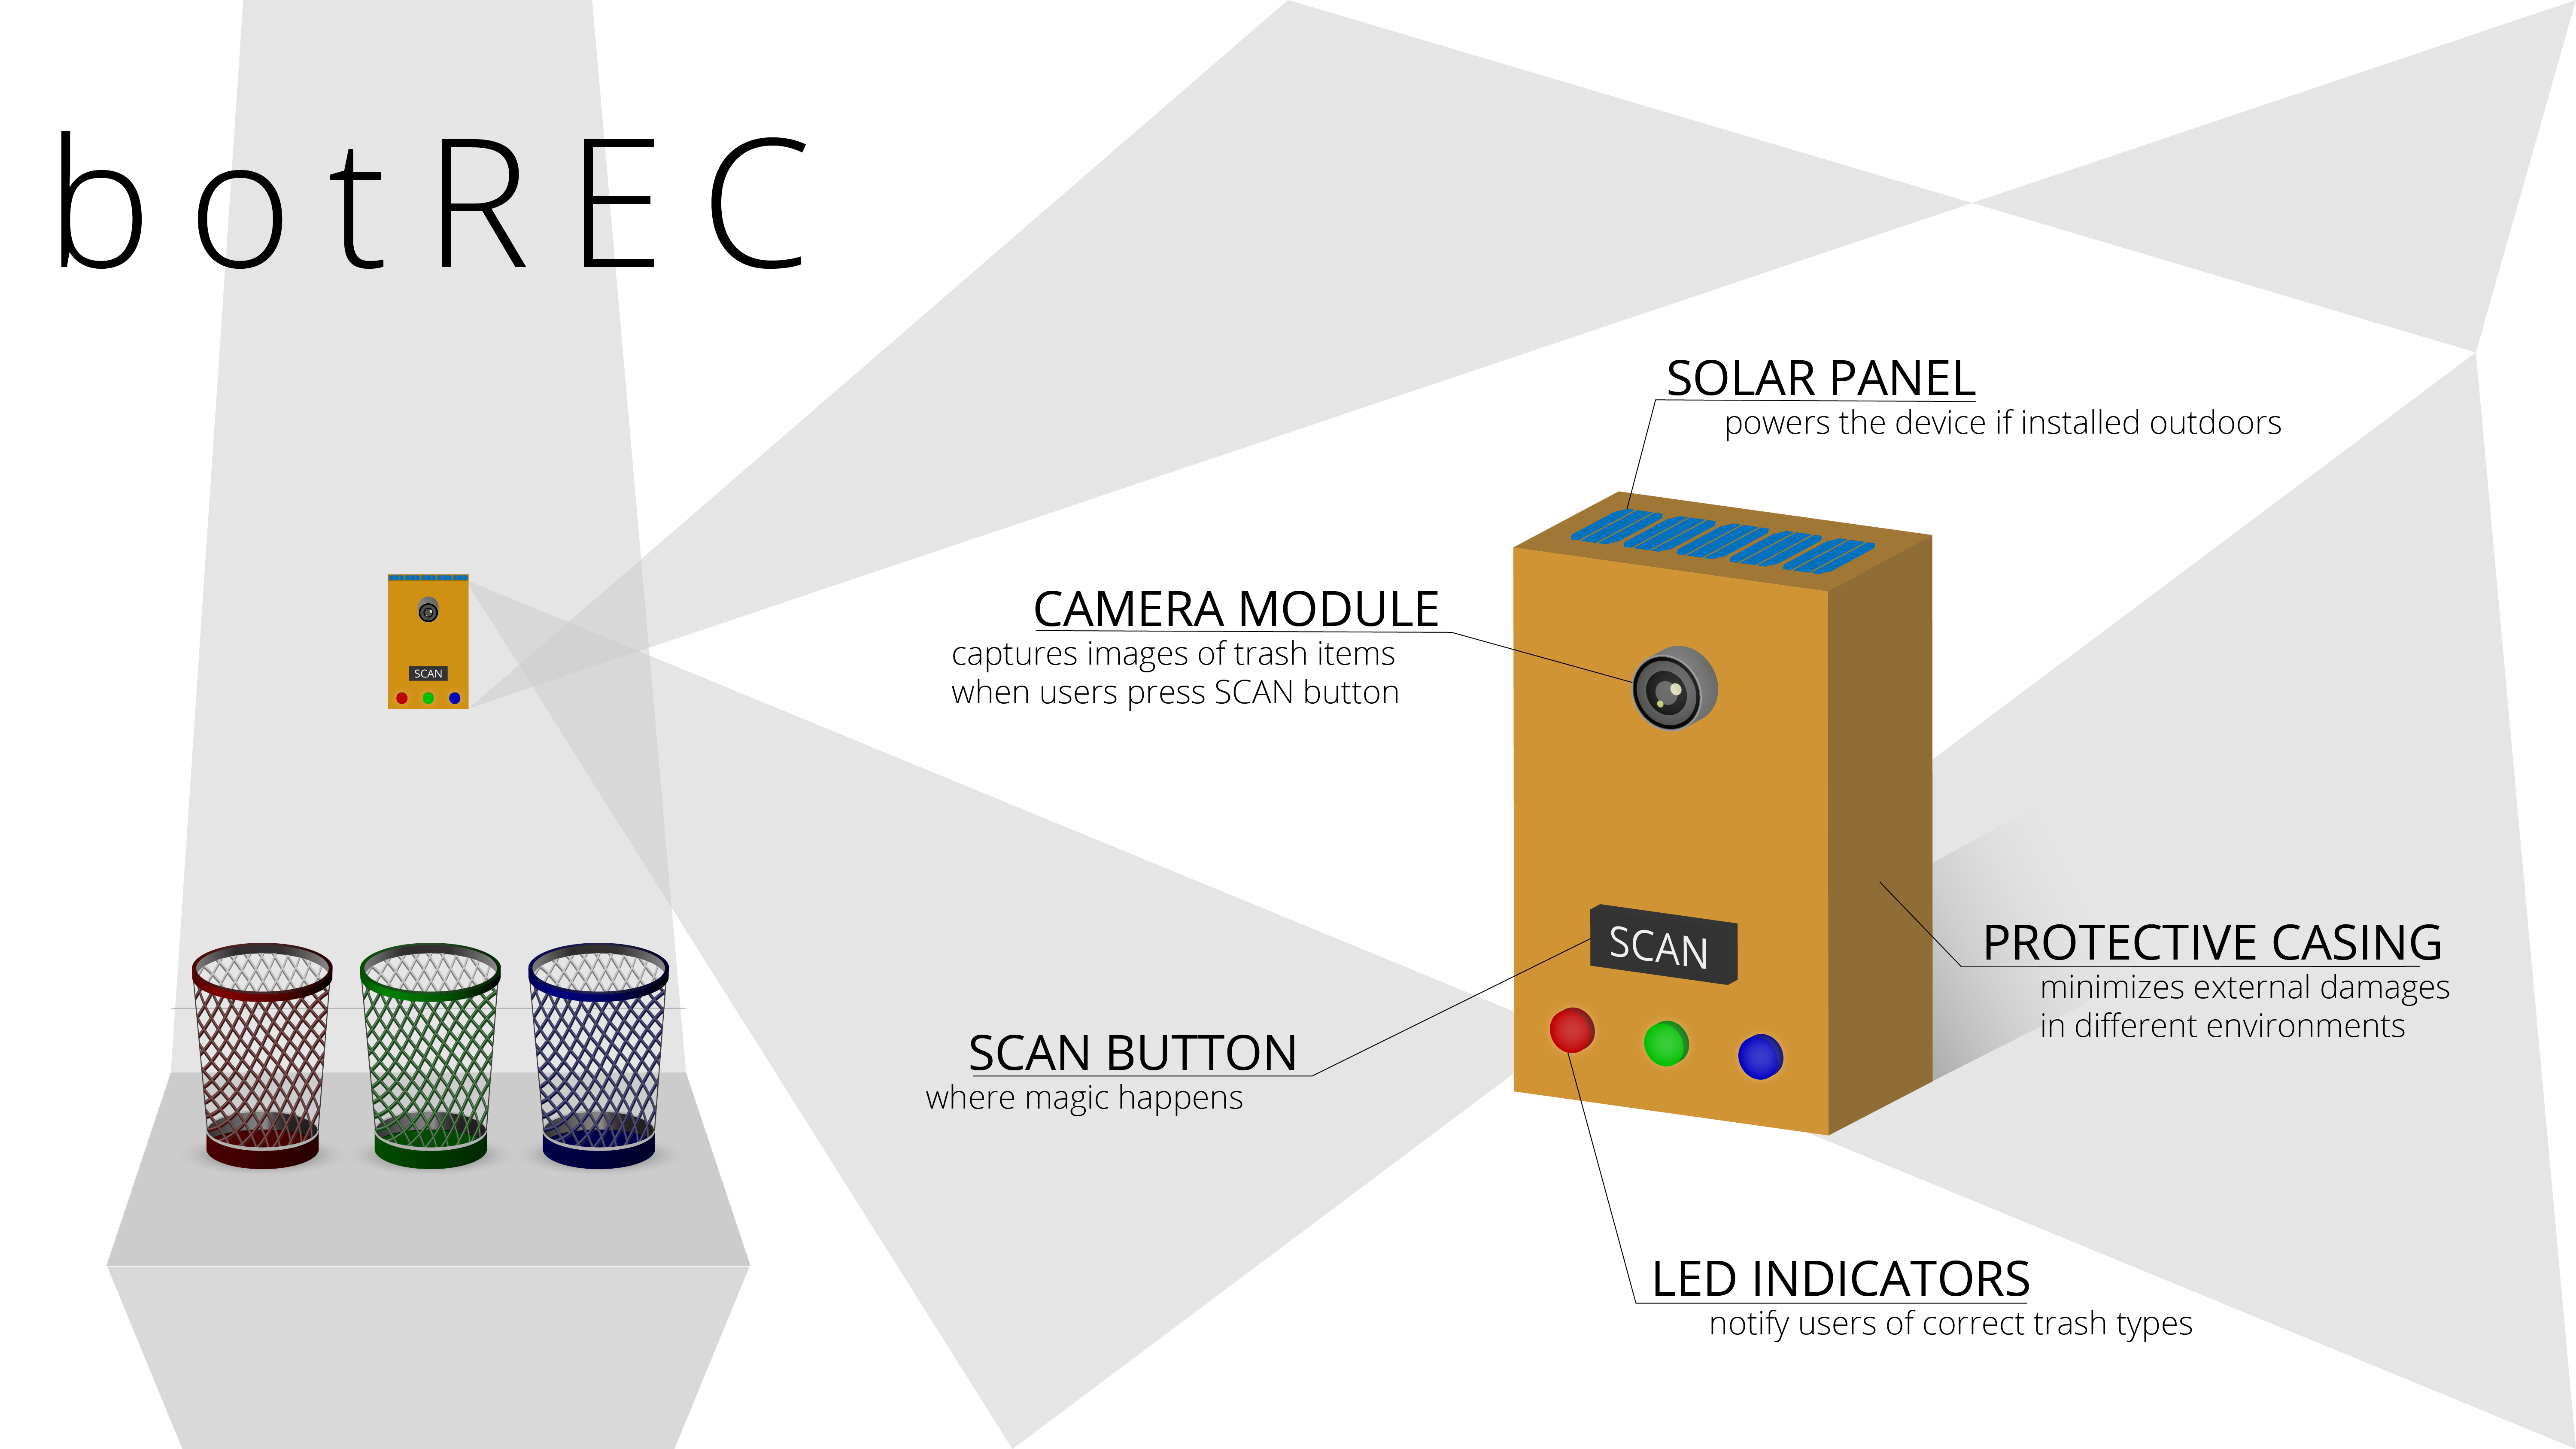 botREC
SOLAR PANEL
powers the device if installed outdoors
CAMERA MODULE
captures images of trash items
when users press SCAN button
SCAN
SCAN
PROTECTIVE CASING
minimizes external damages
in different environments
SCAN BUTTON
where magic happens
LED INDICATORS
notify users of correct trash types